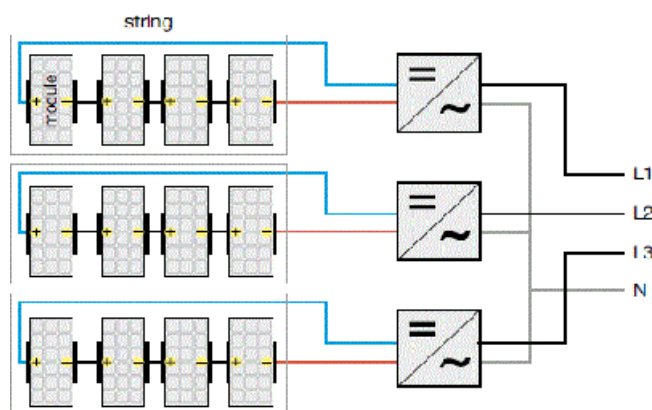 string
module
+ − + − + − + −
= ~
L1
+ − + − + − + −
= ~
L2
L3
N
+ − + − + − + −
= ~